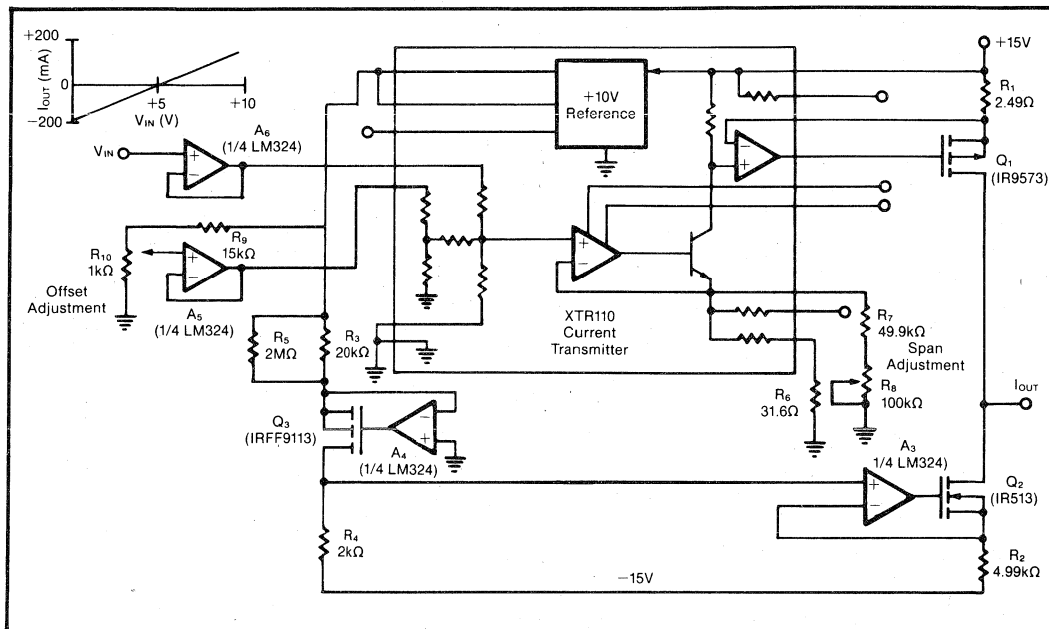 +200
0
−200
I_OUT (mA)
+5
+10
V_IN (V)
A6
(1/4 LM324)
V_IN
+
−
R9
15kΩ
R10
1kΩ
Offset
Adjustment
+
−
A5
(1/4 LM324)
+10V
Reference
+15V
R1
2.49Ω
−
+
Q1
(IR9573)
+
−
XTR110
Current
Transmitter
R7
49.9kΩ
Span
Adjustment
R8
100kΩ
R6
31.6Ω
I_OUT
R5
2MΩ
R3
20kΩ
Q3
(IRFF9113)
−
+
A4
(1/4 LM324)
A3
1/4 LM324)
+
−
Q2
(IR513)
R4
2kΩ
R2
4.99kΩ
−15V